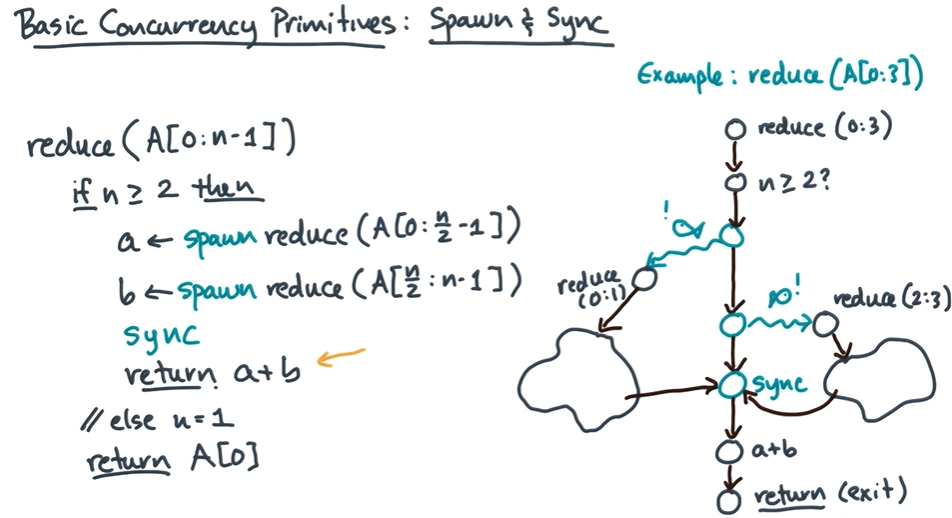 Basic Concurrency Primitives: Spawn & Sync
reduce (A[0:n-1])
if n ≥ 2 then
a ← spawn reduce (A[0:n/2-1])
b ← spawn reduce (A[n/2:n-1])
sync
return a+b
// else n=1
return A[0]
Example: reduce (A[0:3])
reduce (0:3)
n ≥ 2?
!
reduce
(0:1)
!
reduce (2:3)
sync
a+b
return (exit)